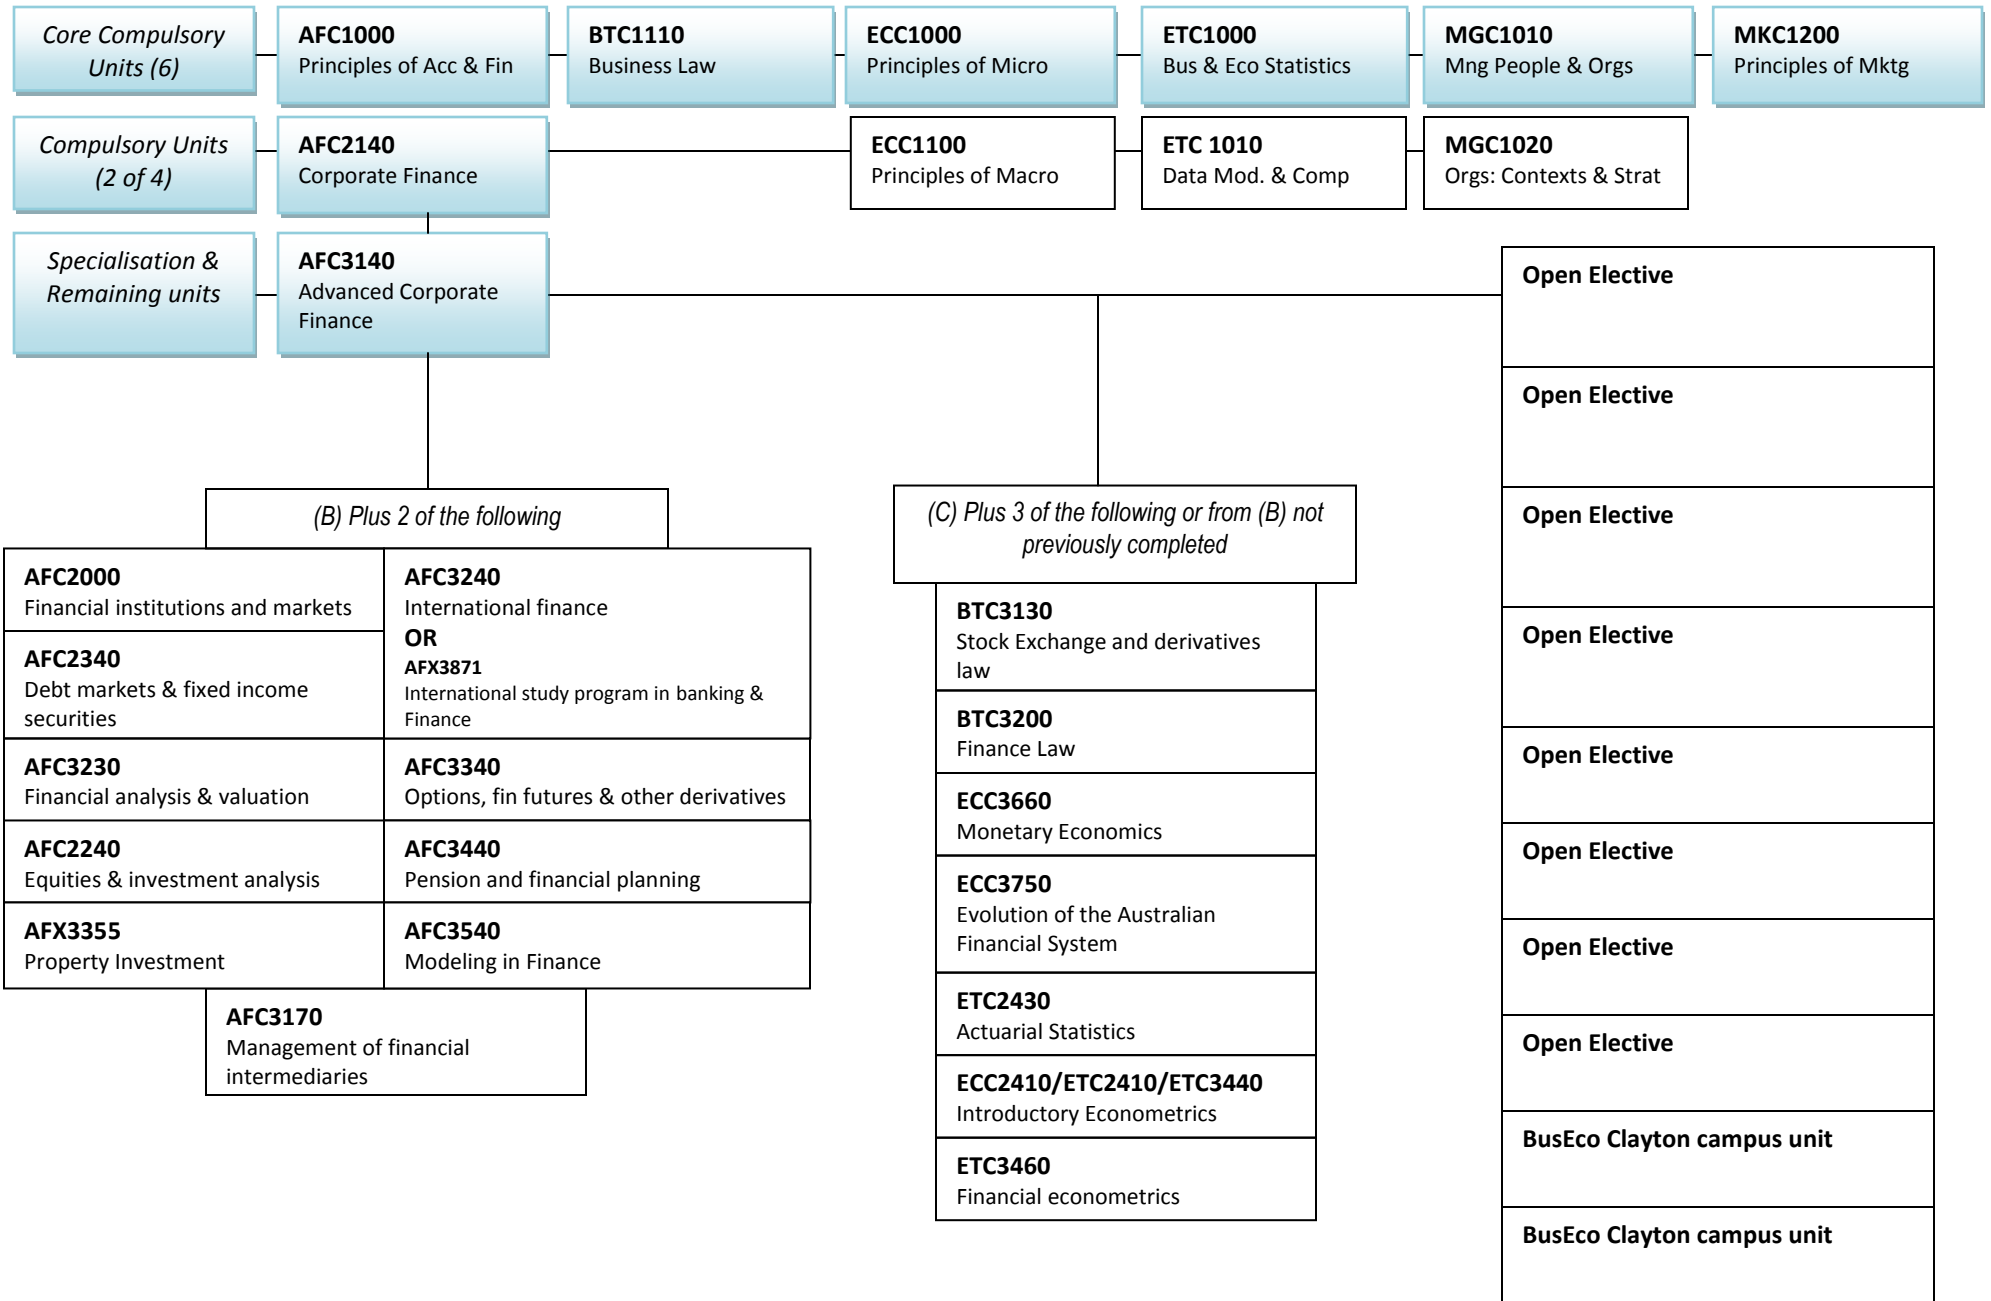 Core Compulsory
Units (6)
AFC1000
Principles of Acc & Fin
BTC1110
Business Law
ECC1000
Principles of Micro
ETC1000
Bus & Eco Statistics
MGC1010
Mng People & Orgs
MKC1200
Principles of Mktg
Compulsory Units
(2 of 4)
AFC2140
Corporate Finance
ECC1100
Principles of Macro
ETC 1010
Data Mod. & Comp
MGC1020
Orgs: Contexts & Strat
Specialisation &
Remaining units
AFC3140
Advanced Corporate
Finance
(B) Plus 2 of the following
AFC2000
Financial institutions and markets
AFC2340
Debt markets & fixed income
securities
AFC3230
Financial analysis & valuation
AFC2240
Equities & investment analysis
AFX3355
Property Investment
AFC3240
International finance
OR
AFX3871
International study program in banking &
Finance
AFC3340
Options, fin futures & other derivatives
AFC3440
Pension and financial planning
AFC3540
Modeling in Finance
AFC3170
Management of financial
intermediaries
(C) Plus 3 of the following or from (B) not
previously completed
BTC3130
Stock Exchange and derivatives
law
BTC3200
Finance Law
ECC3660
Monetary Economics
ECC3750
Evolution of the Australian
Financial System
ETC2430
Actuarial Statistics
ECC2410/ETC2410/ETC3440
Introductory Econometrics
ETC3460
Financial econometrics
Open Elective
Open Elective
Open Elective
Open Elective
Open Elective
Open Elective
Open Elective
Open Elective
BusEco Clayton campus unit
BusEco Clayton campus unit